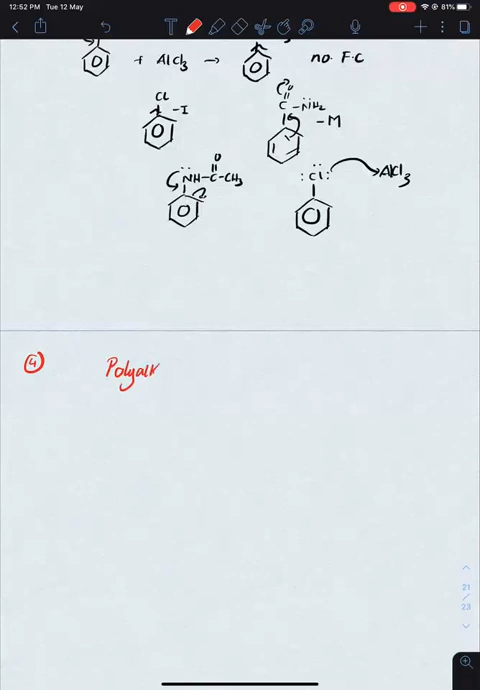 12:52 PM Tue 12 May
81%
+ AlCl3 → no. F.C
Cl
-I
O
C-NH2
-M
O
NH-C-CH3
:Cl: AlCl3
④ Polyalk
21
/
23